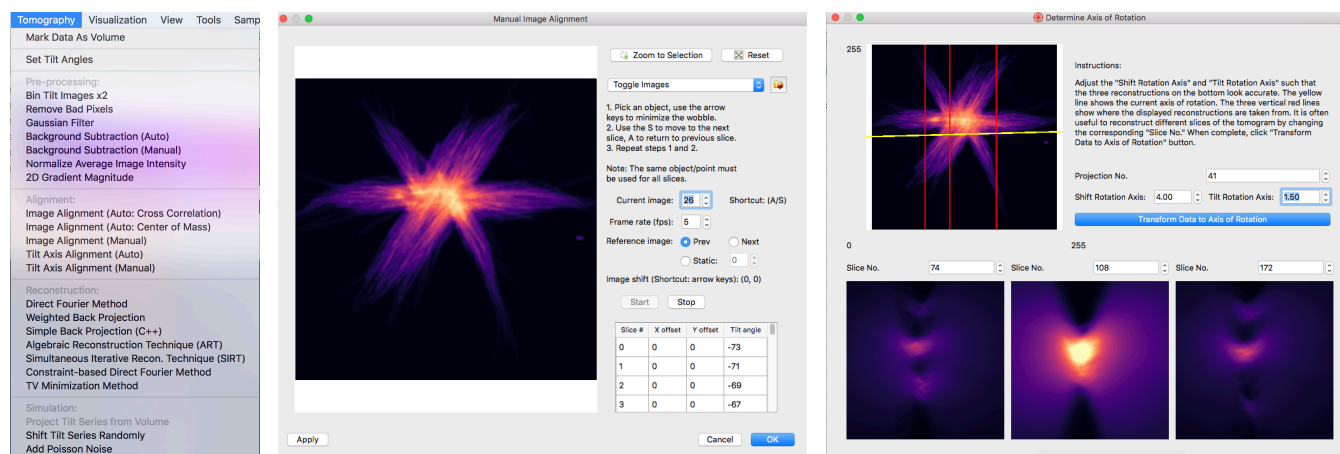 Tomography Visualization View Tools Samp
Mark Data As Volume
Set Tilt Angles
Pre-processing:
Bin Tilt Images x2
Remove Bad Pixels
Gaussian Filter
Background Subtraction (Auto)
Background Subtraction (Manual)
Normalize Average Image Intensity
2D Gradient Magnitude
Alignment:
Image Alignment (Auto: Cross Correlation)
Image Alignment (Auto: Center of Mass)
Image Alignment (Manual)
Tilt Axis Alignment (Auto)
Tilt Axis Alignment (Manual)
Reconstruction:
Direct Fourier Method
Weighted Back Projection
Simple Back Projection (C++)
Algebraic Reconstruction Technique (ART)
Simultaneous Iterative Recon. Technique (SIRT)
Constraint-based Direct Fourier Method
TV Minimization Method
Simulation:
Project Tilt Series from Volume
Shift Tilt Series Randomly
Add Poisson Noise
Manual Image Alignment
Zoom to Selection Reset
Toggle Images
1. Pick an object, use the arrow
keys to minimize the wobble.
2. Use the S to move to the next
slice, A to return to previous slice.
3. Repeat steps 1 and 2.
Note: The same object/point must
be used for all slices.
Current image: 26 Shortcut: (A/S)
Frame rate (fps): 5
Reference image: Prev Next
Static: 0
Image shift (Shortcut: arrow keys): (0, 0)
Start Stop
Slice # X offset Y offset Tilt angle
0 0 0 -73
1 0 0 -71
2 0 0 -69
3 0 0 -67
Apply Cancel OK
Determine Axis of Rotation
255
Instructions:
Adjust the "Shift Rotation Axis" and "Tilt Rotation Axis" such that
the three reconstructions on the bottom look accurate. The yellow
line shows the current axis of rotation. The three vertical red lines
show where the displayed reconstructions are taken from. It is often
useful to reconstruct different slices of the tomogram by changing
the corresponding "Slice No." When complete, click "Transform
Data to Axis of Rotation" button.
Projection No. 41
Shift Rotation Axis: 4.00 Tilt Rotation Axis: 1.50
Transform Data to Axis of Rotation
0 255
Slice No. 74 Slice No. 108 Slice No. 172